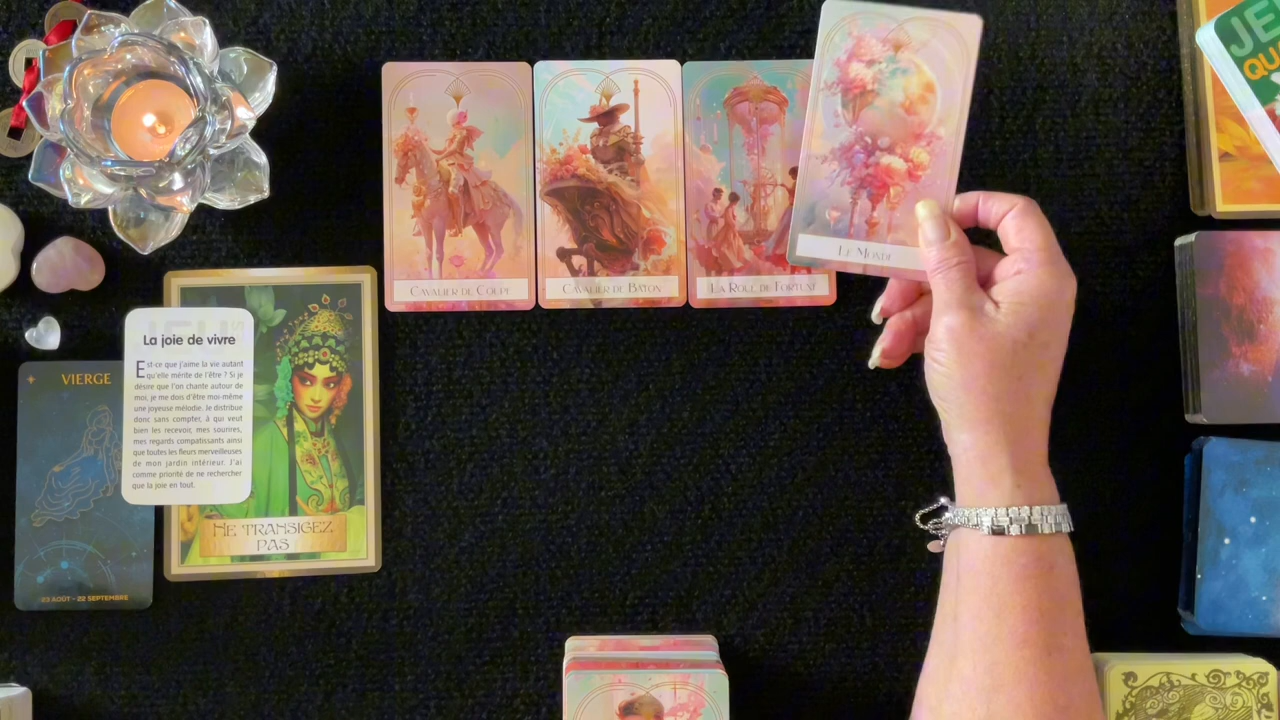 CAVALIER DE COUPE
CAVALIER DE BATON
LA ROUE DE FORTUNE
LE MONDE
VIERGE
23 AOÛT - 22 SEPTEMBRE
La joie de vivre
Est-ce que j'aime la vie autant
qu'elle mérite de l'être ? Si je
désire que l'on chante autour de
moi, je me dois d'être moi-même
une joyeuse mélodie. Je distribue
donc sans compter, à qui veut
bien les recevoir, mes sourires,
mes regards compatissants ainsi
que toutes les fleurs merveilleuses
de mon jardin intérieur. J'ai
comme priorité de ne rechercher
que la joie en tout.
NE TRANSIGEZ
PAS